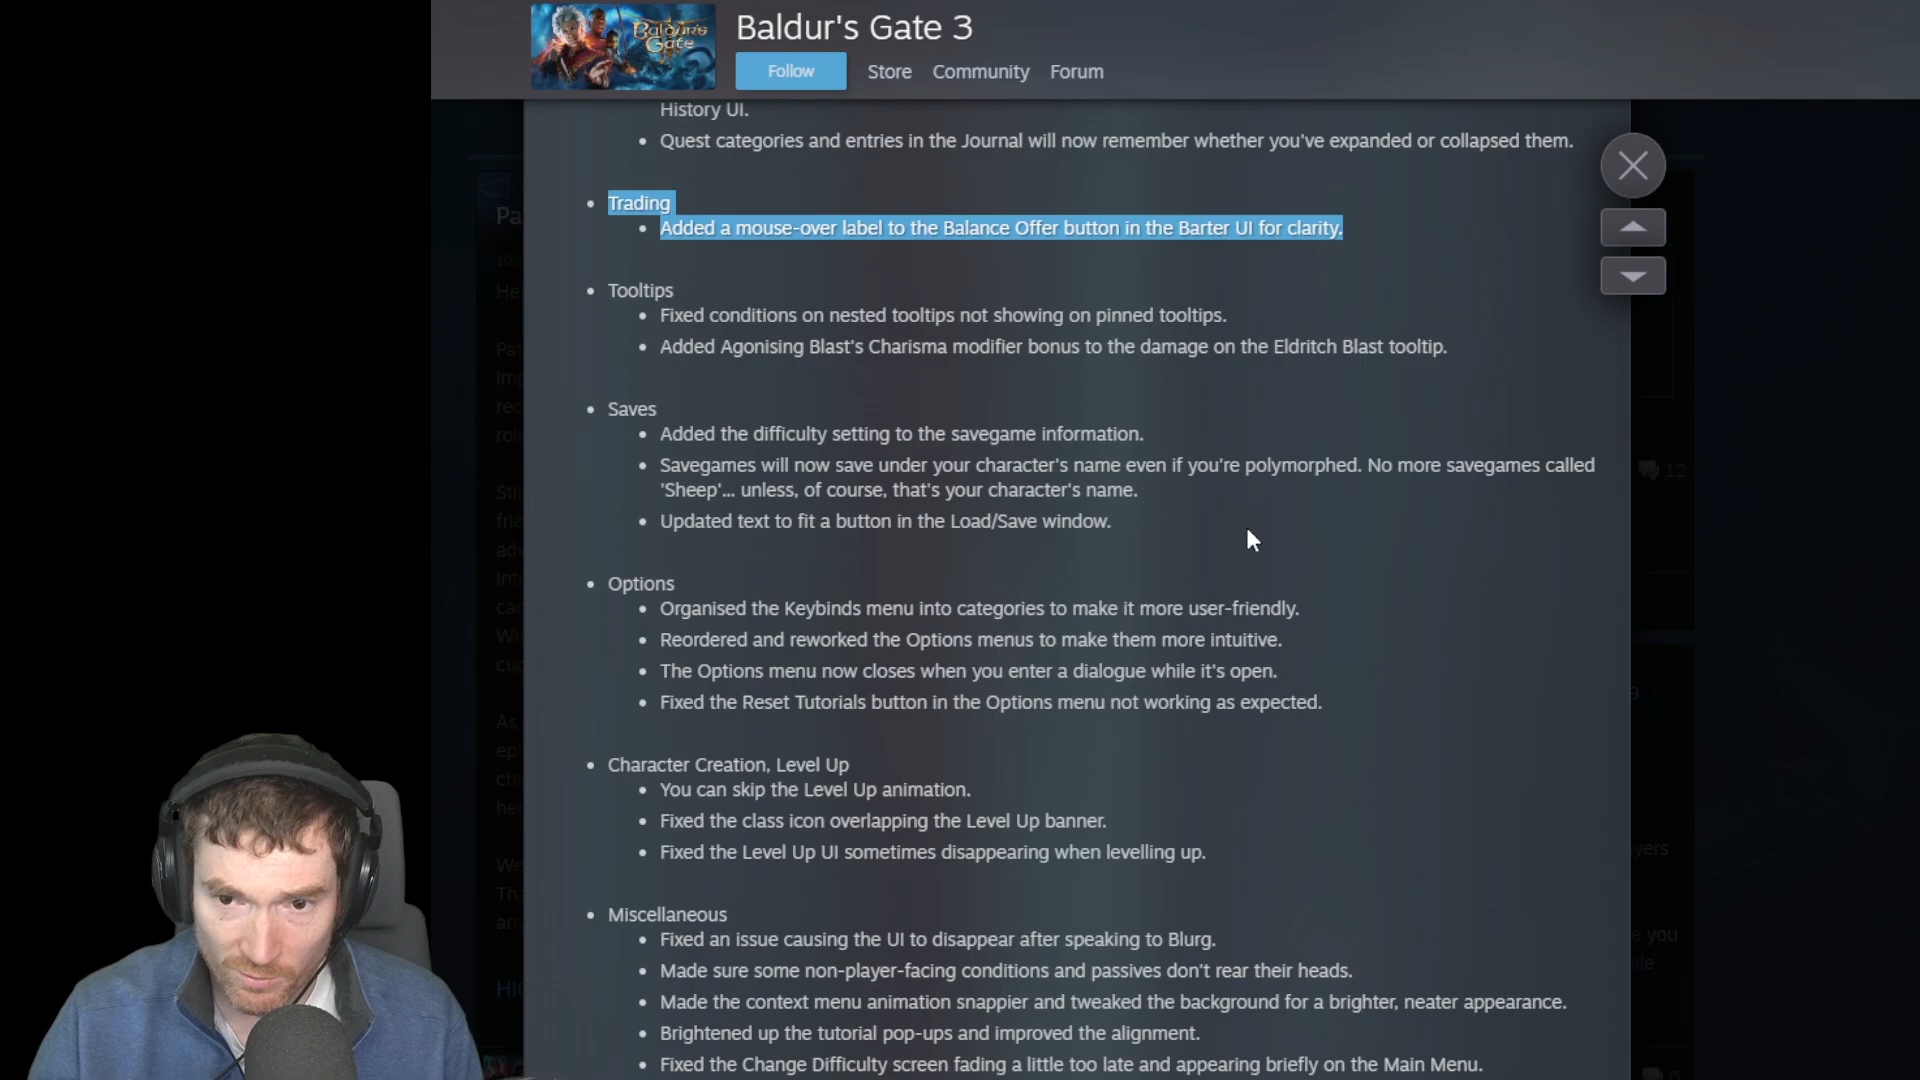 Baldur's Gate
Baldur's Gate 3
Follow Store Community Forum
History UI.
• Quest categories and entries in the Journal will now remember whether you've expanded or collapsed them.
• Trading
• Added a mouse-over label to the Balance Offer button in the Barter UI for clarity.
• Tooltips
• Fixed conditions on nested tooltips not showing on pinned tooltips.
• Added Agonising Blast's Charisma modifier bonus to the damage on the Eldritch Blast tooltip.
• Saves
• Added the difficulty setting to the savegame information.
• Savegames will now save under your character's name even if you're polymorphed. No more savegames called
'Sheep'... unless, of course, that's your character's name.
• Updated text to fit a button in the Load/Save window.
• Options
• Organised the Keybinds menu into categories to make it more user-friendly.
• Reordered and reworked the Options menus to make them more intuitive.
• The Options menu now closes when you enter a dialogue while it's open.
• Fixed the Reset Tutorials button in the Options menu not working as expected.
• Character Creation, Level Up
• You can skip the Level Up animation.
• Fixed the class icon overlapping the Level Up banner.
• Fixed the Level Up UI sometimes disappearing when levelling up.
• Miscellaneous
• Fixed an issue causing the UI to disappear after speaking to Blurg.
• Made sure some non-player-facing conditions and passives don't rear their heads.
• Made the context menu animation snappier and tweaked the background for a brighter, neater appearance.
• Brightened up the tutorial pop-ups and improved the alignment.
• Fixed the Change Difficulty screen fading a little too late and appearing briefly on the Main Menu.
12